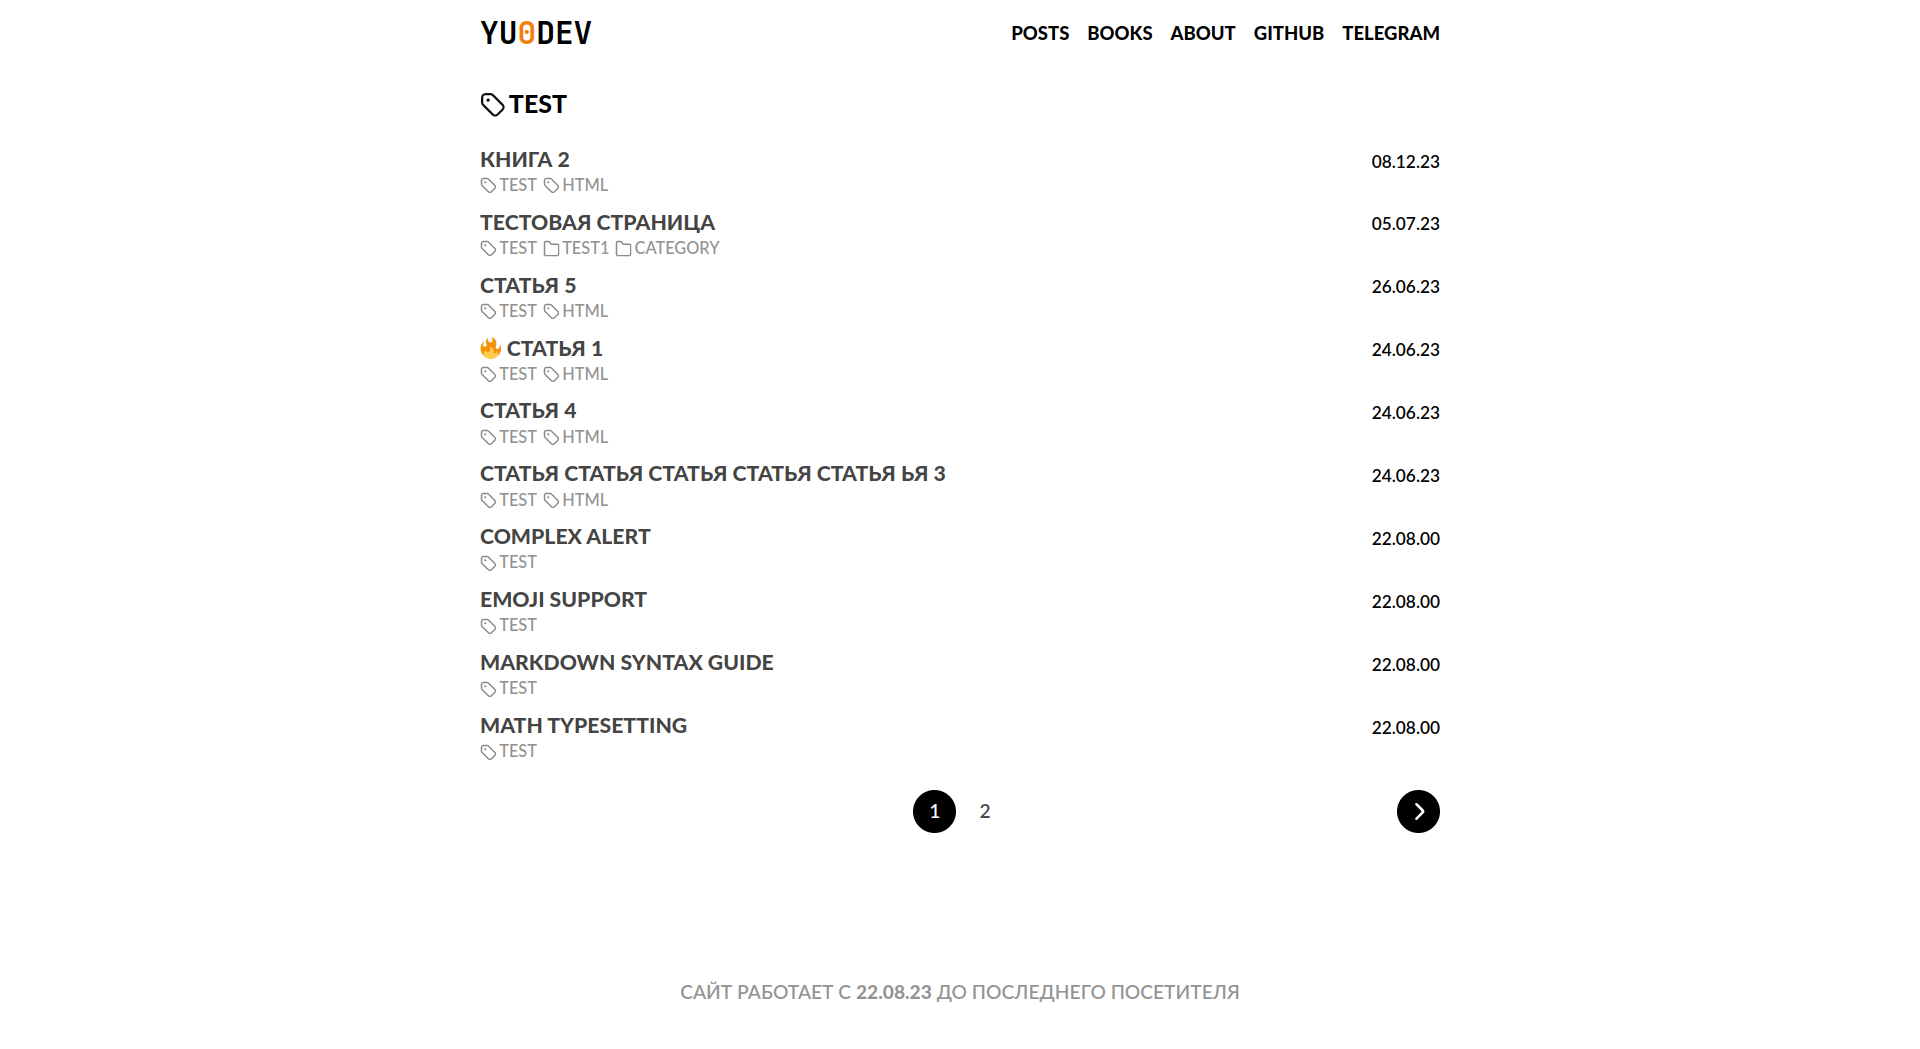 YU0DEV POSTS BOOKS ABOUT GITHUB TELEGRAM
TEST
КНИГА 2 08.12.23
TEST HTML
ТЕСТОВАЯ СТРАНИЦА 05.07.23
TEST TEST1 CATEGORY
СТАТЬЯ 5 26.06.23
TEST HTML
🔥 СТАТЬЯ 1 24.06.23
TEST HTML
СТАТЬЯ 4 24.06.23
TEST HTML
СТАТЬЯ СТАТЬЯ СТАТЬЯ СТАТЬЯ СТАТЬЯ ЬЯ 3 24.06.23
TEST HTML
COMPLEX ALERT 22.08.00
TEST
EMOJI SUPPORT 22.08.00
TEST
MARKDOWN SYNTAX GUIDE 22.08.00
TEST
MATH TYPESETTING 22.08.00
TEST
1 2
САЙТ РАБОТАЕТ С 22.08.23 ДО ПОСЛЕДНЕГО ПОСЕТИТЕЛЯ